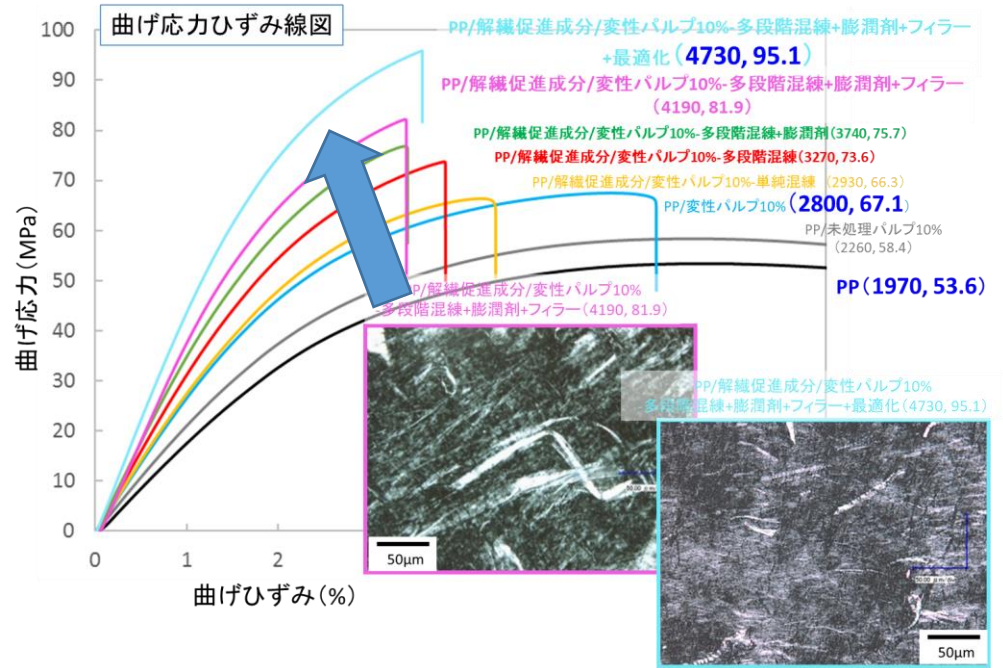 曲げ応力ひずみ線図
PP/解繊促進成分/変性パルプ10%-多段階混練+膨潤剤+フィラー
+最適化(4730, 95.1)
PP/解繊促進成分/変性パルプ10%-多段階混練+膨潤剤+フィラー
(4190, 81.9)
PP/解繊促進成分/変性パルプ10%-多段階混練+膨潤剤(3740, 75.7)
PP/解繊促進成分/変性パルプ10%-多段階混練(3270, 73.6)
PP/解繊促進成分/変性パルプ10%-単純混練 (2930, 66.3)
PP/変性パルプ10%(2800, 67.1)
PP/未処理パルプ10%
(2260, 58.4)
PP(1970, 53.6)
曲げ応力(MPa)
100
90
80
70
60
50
40
30
20
10
0
0
1
2
曲げひずみ(%)
PP/解繊促進成分/変性パルプ10%
-多段階混練+膨潤剤+フィラー(4190, 81.9)
50μm
PP/解繊促進成分/変性パルプ10%
多段階混練+膨潤剤+フィラー+最適化(4730, 95.1)
50μm